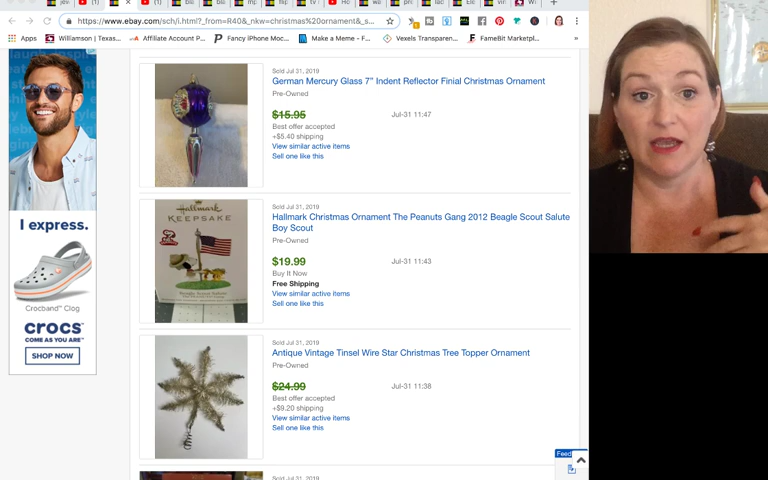 https://www.ebay.com/sch/i.html?_from=R40&_nkw=christmas%20ornament&_s...
Apps
Williamson | Texas...
Affiliate Account P...
Fancy iPhone Moc...
Make a Meme - F...
Vexels Transparen...
FameBit Marketpl...
»
Sold Jul 31, 2019
German Mercury Glass 7" Indent Reflector Finial Christmas Ornament
Pre-Owned
$15.95
Jul-31 11:47
Best offer accepted
+$5.40 shipping
View similar active items
Sell one like this
I express.
Crocband™ Clog
crocs™
COME AS YOU ARE™
SHOP NOW
Hallmark
KEEPSAKE
Sold Jul 31, 2019
Hallmark Christmas Ornament The Peanuts Gang 2012 Beagle Scout Salute
Boy Scout
Pre-Owned
$19.99
Jul-31 11:43
Buy It Now
Free Shipping
View similar active items
Sell one like this
Sold Jul 31, 2019
Antique Vintage Tinsel Wire Star Christmas Tree Topper Ornament
Pre-Owned
$24.99
Jul-31 11:38
Best offer accepted
+$9.20 shipping
View similar active items
Sell one like this
Sold Jul 31, 2019